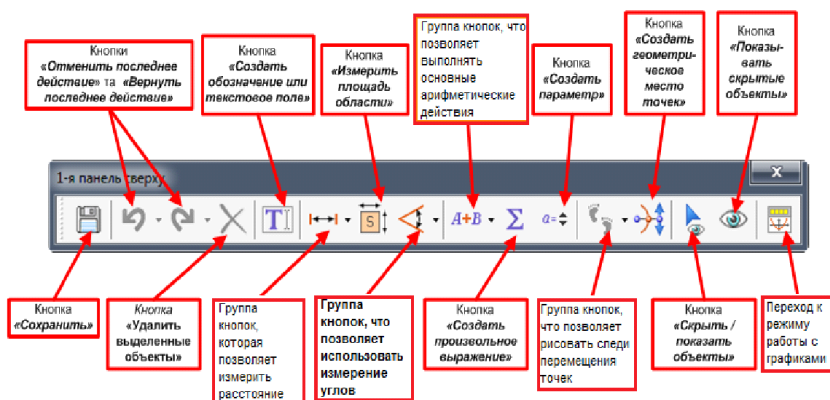 Кнопки
«Отменить последнее
действие» та «Вернуть
последнее действие»
Кнопка
«Создать
обозначение или
текстовое поле»
Кнопка
«Измерить
площадь
области»
Группа кнопок, что
позволяет
выполнять
основные
арифметические
действия
Кнопка
«Создать
параметр»
Кнопка
«Создать
геометри-
ческое
место
точек»
Кнопка
«Показы-
вать
скрытые
объекты»
1-я панель сверху
x
T
S
A+B
Σ
a=
Кнопка
«Сохранить»
Кнопка
«Удалить
выделенные
объекты»
Группа
кнопок,
которая
позволяет
измерить
расстояние
Группа
кнопок, что
позволяет
использовать
измерение
углов
Кнопка
«Создать
произвольное
выражение»
Группа кнопок,
что позволяет
рисовать следи
перемещения
точек
Кнопка
«Скрыть /
показать
объекты»
Переход к
режиму
работы с
графиками